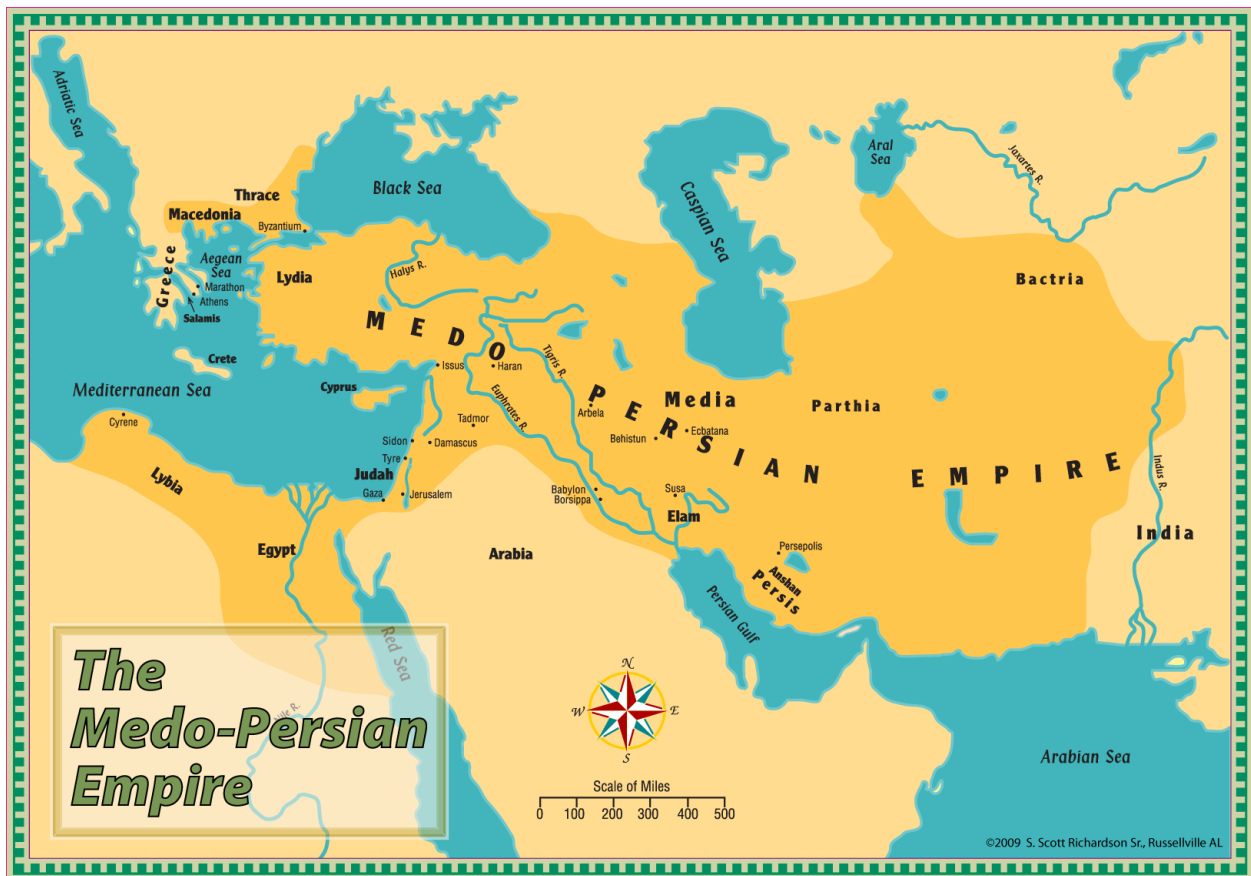 Adriatic Sea
Black Sea
Aral
Sea
Jaxartes R.
Caspian Sea
Thrace
Macedonia
Byzantium
Greece
Aegean
Sea
Lydia
Halys R.
Bactria
Marathon
Athens
Salamis
MEDO
PERSIAN EMPIRE
Crete
Issus
Haran
Tigris R.
Mediterranean Sea
Cyprus
Euphrates R.
Arbela
Media
Parthia
Cyrene
Tadmor
Behistun
Ecbatana
Sidon
Damascus
Tyre
Lybia
Judah
Gaza
Jerusalem
Babylon
Borsippa
Susa
Elam
Indus R.
India
Egypt
Arabia
Persepolis
Anshan
Persis
Persian Gulf
Red Sea
Nile R.
The
Medo-Persian
Empire
N
W
E
S
Arabian Sea
Scale of Miles
0 100 200 300 400 500
©2009 S. Scott Richardson Sr., Russellville AL